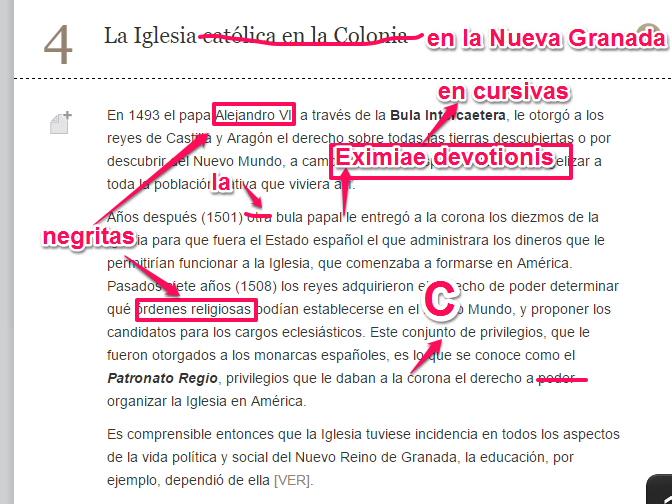 4 La Iglesia católica en la Colonia en la Nueva Granada
en cursivas
En 1493 el papa Alejandro VI, a través de la Bula Intercaetera, le otorgó a los
reyes de Castilla y Aragón el derecho sobre todas las tierras descubiertas o por
descubrir del Nuevo Mundo, a Eximiae devotionis a
toda la población nativa que viviera allí.
la
Años después (1501) otra bula papal le entregó a la corona los diezmos de la
negritas
para que fuera el Estado español el que administrara los dineros que le
permitirían funcionar a la Iglesia, que comenzaba a formarse en América.
Pasados siete años (1508) los reyes adquirieron el derecho de poder determinar
C
qué órdenes religiosas podían establecerse en el Mundo, y proponer los
candidatos para los cargos eclesiásticos. Este conjunto de privilegios, que le
fueron otorgados a los monarcas españoles, es lo que se conoce como el
Patronato Regio, privilegios que le daban a la corona el derecho a poder
organizar la Iglesia en América.
Es comprensible entonces que la Iglesia tuviese incidencia en todos los aspectos
de la vida política y social del Nuevo Reino de Granada, la educación, por
ejemplo, dependió de ella [VER].